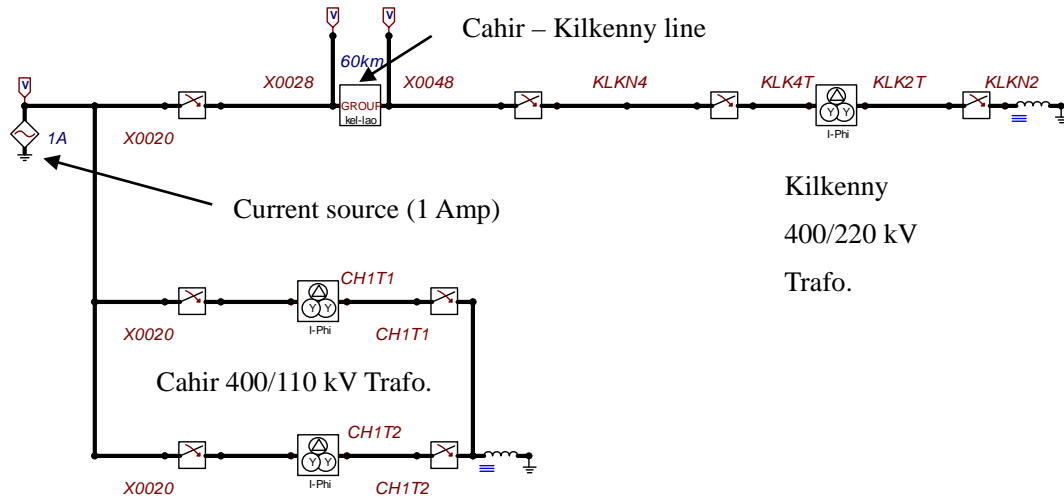 V
V
Cahir – Kilkenny line
V
60km
X0028
X0048
KLKN4
KLK4T
KLK2T
KLKN2
GROUP
kel-lao
Y Y
I-Phi
1A
X0020
Kilkenny
400/220 kV
Trafo.
Current source (1 Amp)
CH1T1
Y Y
I-Phi
X0020
CH1T1
Cahir 400/110 kV Trafo.
CH1T2
Y Y
I-Phi
X0020
CH1T2